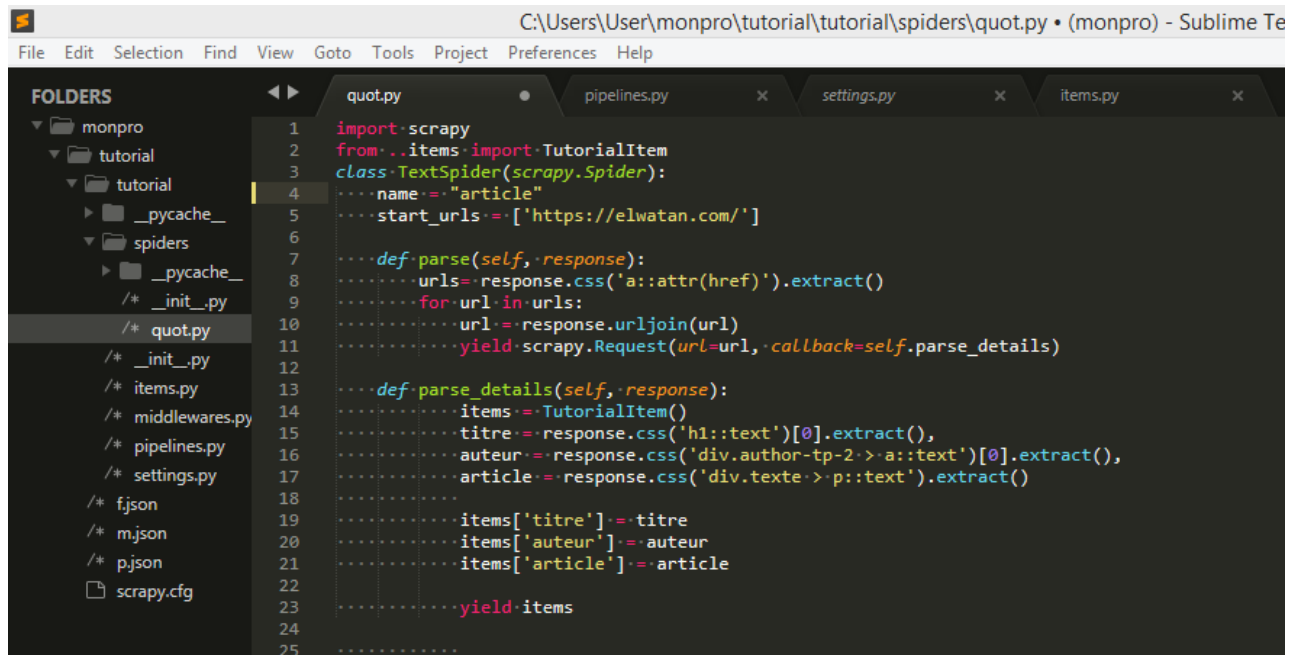 C:\Users\User\monpro\tutorial\tutorial\spiders\quot.py • (monpro) - Sublime Te
File Edit Selection Find View Goto Tools Project Preferences Help
FOLDERS
monpro
tutorial
tutorial
__pycache__
spiders
__pycache__
/* __init__.py
/* quot.py
/* __init__.py
/* items.py
/* middlewares.py
/* pipelines.py
/* settings.py
/* f.json
/* m.json
/* p.json
scrapy.cfg
quot.py pipelines.py settings.py items.py
1 import scrapy
2 from ..items import TutorialItem
3 class TextSpider(scrapy.Spider):
4     name = "article"
5     start_urls = ['https://elwatan.com/']
6
7     def parse(self, response):
8         urls= response.css('a::attr(href)').extract()
9         for url in urls:
10             url = response.urljoin(url)
11             yield scrapy.Request(url=url, callback=self.parse_details)
12
13     def parse_details(self, response):
14             items = TutorialItem()
15             titre = response.css('h1::text')[0].extract(),
16             auteur = response.css('div.author-tp-2 > a::text')[0].extract(),
17             article = response.css('div.texte > p::text').extract()
18
19             items['titre'] = titre
20             items['auteur'] = auteur
21             items['article'] = article
22
23             yield items
24
25